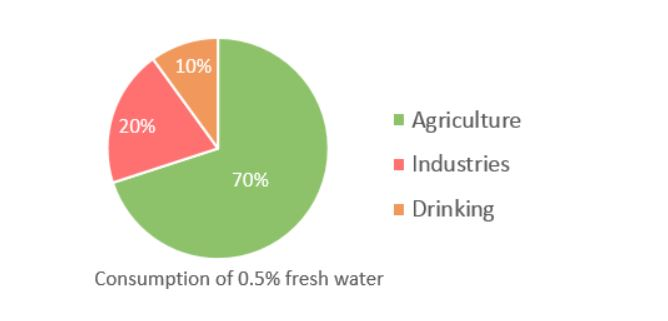 10%
20%
70%
Agriculture
Industries
Drinking
Consumption of 0.5% fresh water